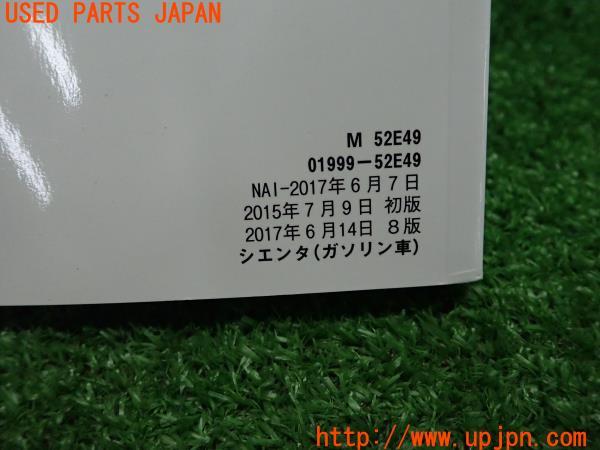 USED PARTS JAPAN
M 52E49
01999-52E49
NAI-2017年6月7日
2015年7月9日 初版
2017年6月14日 8版
シエンタ(ガソリン車)
http://www.upjpn.com/